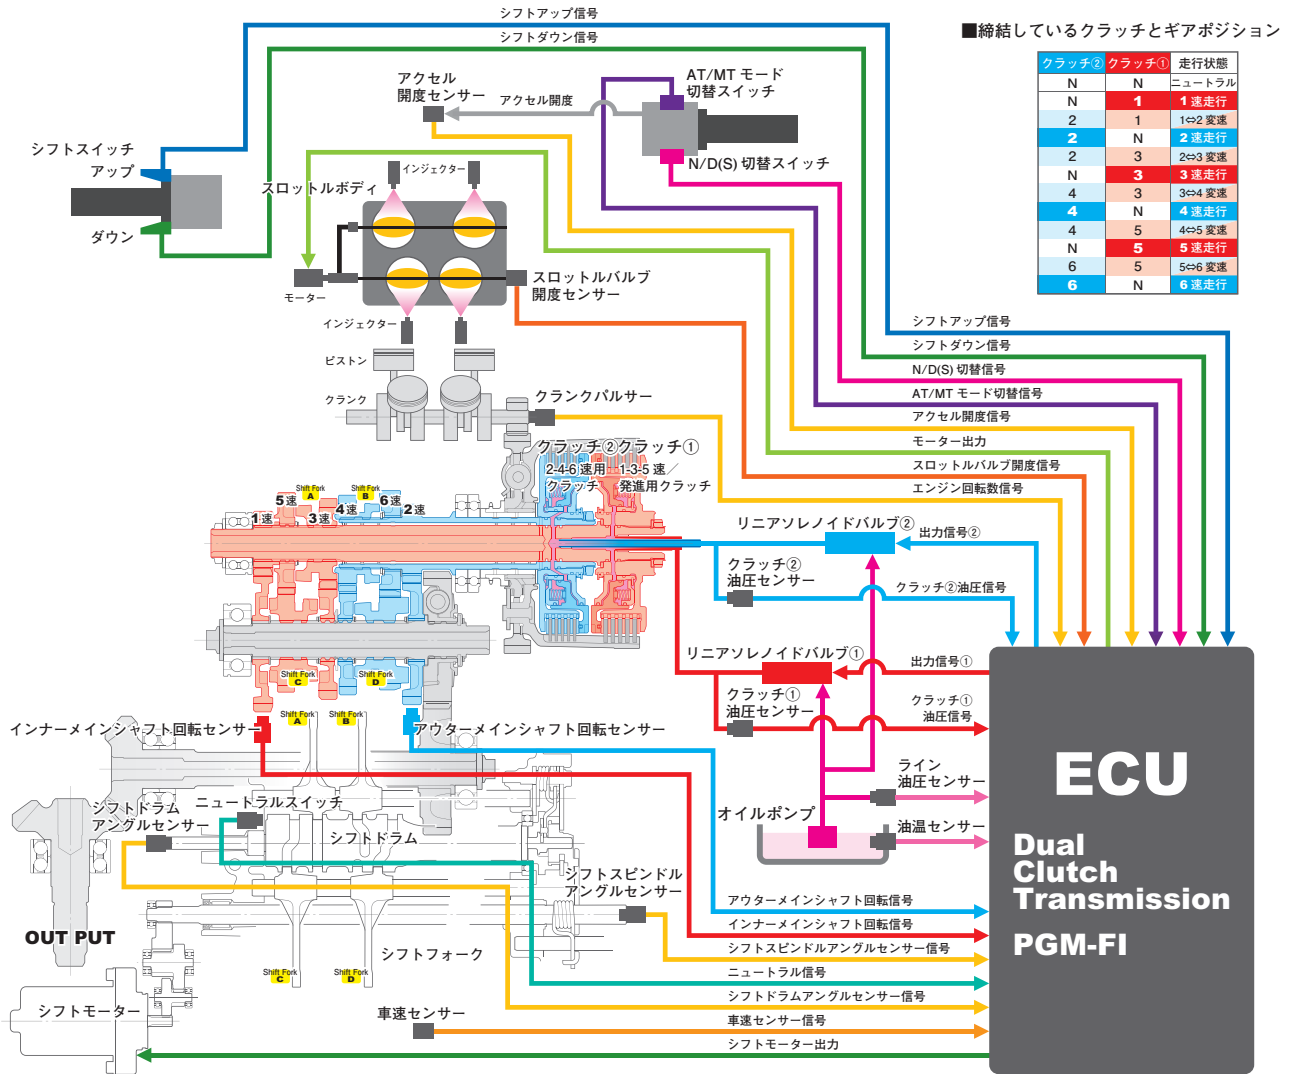 シフトアップ信号
シフトダウン信号
■締結しているクラッチとギアポジション
クラッチ② クラッチ① 走行状態
N N ニュートラル
N 1 1速走行
2 1 1⇔2 変速
2 N 2速走行
2 3 2⇔3 変速
N 3 3速走行
4 3 3⇔4 変速
4 N 4速走行
4 5 4⇔5 変速
N 5 5速走行
6 5 5⇔6 変速
6 N 6速走行
アクセル
開度センサー
アクセル開度
AT/MT モード
切替スイッチ
N/D(S) 切替スイッチ
シフトスイッチ
アップ
ダウン
スロットルボディ
インジェクター
モーター
スロットルバルブ
開度センサー
インジェクター
ピストン
クランク
クランクパルサー
シフトアップ信号
シフトダウン信号
N/D(S) 切替信号
AT/MT モード切替信号
アクセル開度信号
モーター出力
スロットルバルブ開度信号
エンジン回転数信号
クラッチ②
2-4-6 速用
クラッチ
クラッチ①
1-3-5 速/
発進用クラッチ
Shift Fork
A
Shift Fork
B
5速
6速
1速
3速
4速
2速
リニアソレノイドバルブ②
出力信号②
クラッチ②
油圧センサー
クラッチ②油圧信号
リニアソレノイドバルブ①
出力信号①
クラッチ①
油圧センサー
クラッチ①
油圧信号
Shift Fork
C
Shift Fork
D
Shift Fork
A
Shift Fork
B
インナーメインシャフト回転センサー
アウターメインシャフト回転センサー
ライン
油圧センサー
オイルポンプ
油温センサー
ECU
Dual
Clutch
Transmission
PGM-FI
シフトドラム
アングルセンサー
ニュートラルスイッチ
シフトドラム
シフトスピンドル
アングルセンサー
OUT PUT
シフトフォーク
Shift Fork
C
Shift Fork
D
シフトモーター
車速センサー
アウターメインシャフト回転信号
インナーメインシャフト回転信号
シフトスピンドルアングルセンサー信号
ニュートラル信号
シフトドラムアングルセンサー信号
車速センサー信号
シフトモーター出力